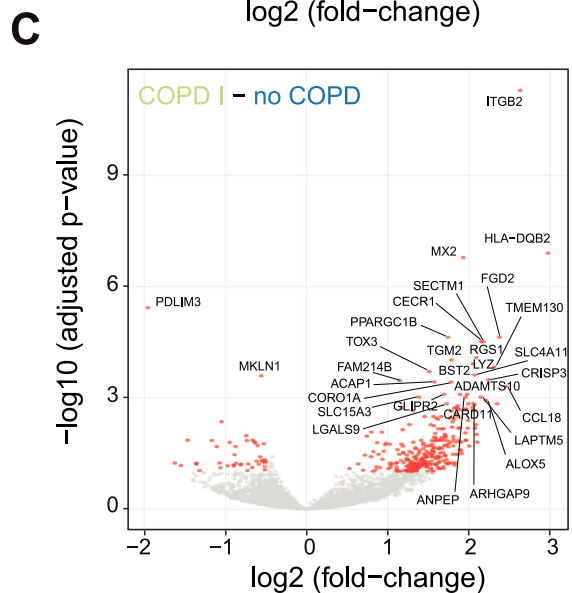 log2 (fold−change)
C
COPD I − no COPD
ITGB2
9
HLA−DQB2
MX2
SECTM1
FGD2
CECR1
6
TMEM130
PDLIM3
PPARGC1B
TOX3
RGS1
TGM2
SLC4A11
LYZ
MKLN1
FAM214B
BST2
CRISP3
ACAP1
ADAMTS10
3
CORO1A
GLIPR2
SLC15A3
CARD11
CCL18
LGALS9
LAPTM5
ALOX5
ANPEP
ARHGAP9
0
−2
−1
0
1
2
3
−log10 (adjusted p−value)
log2 (fold−change)